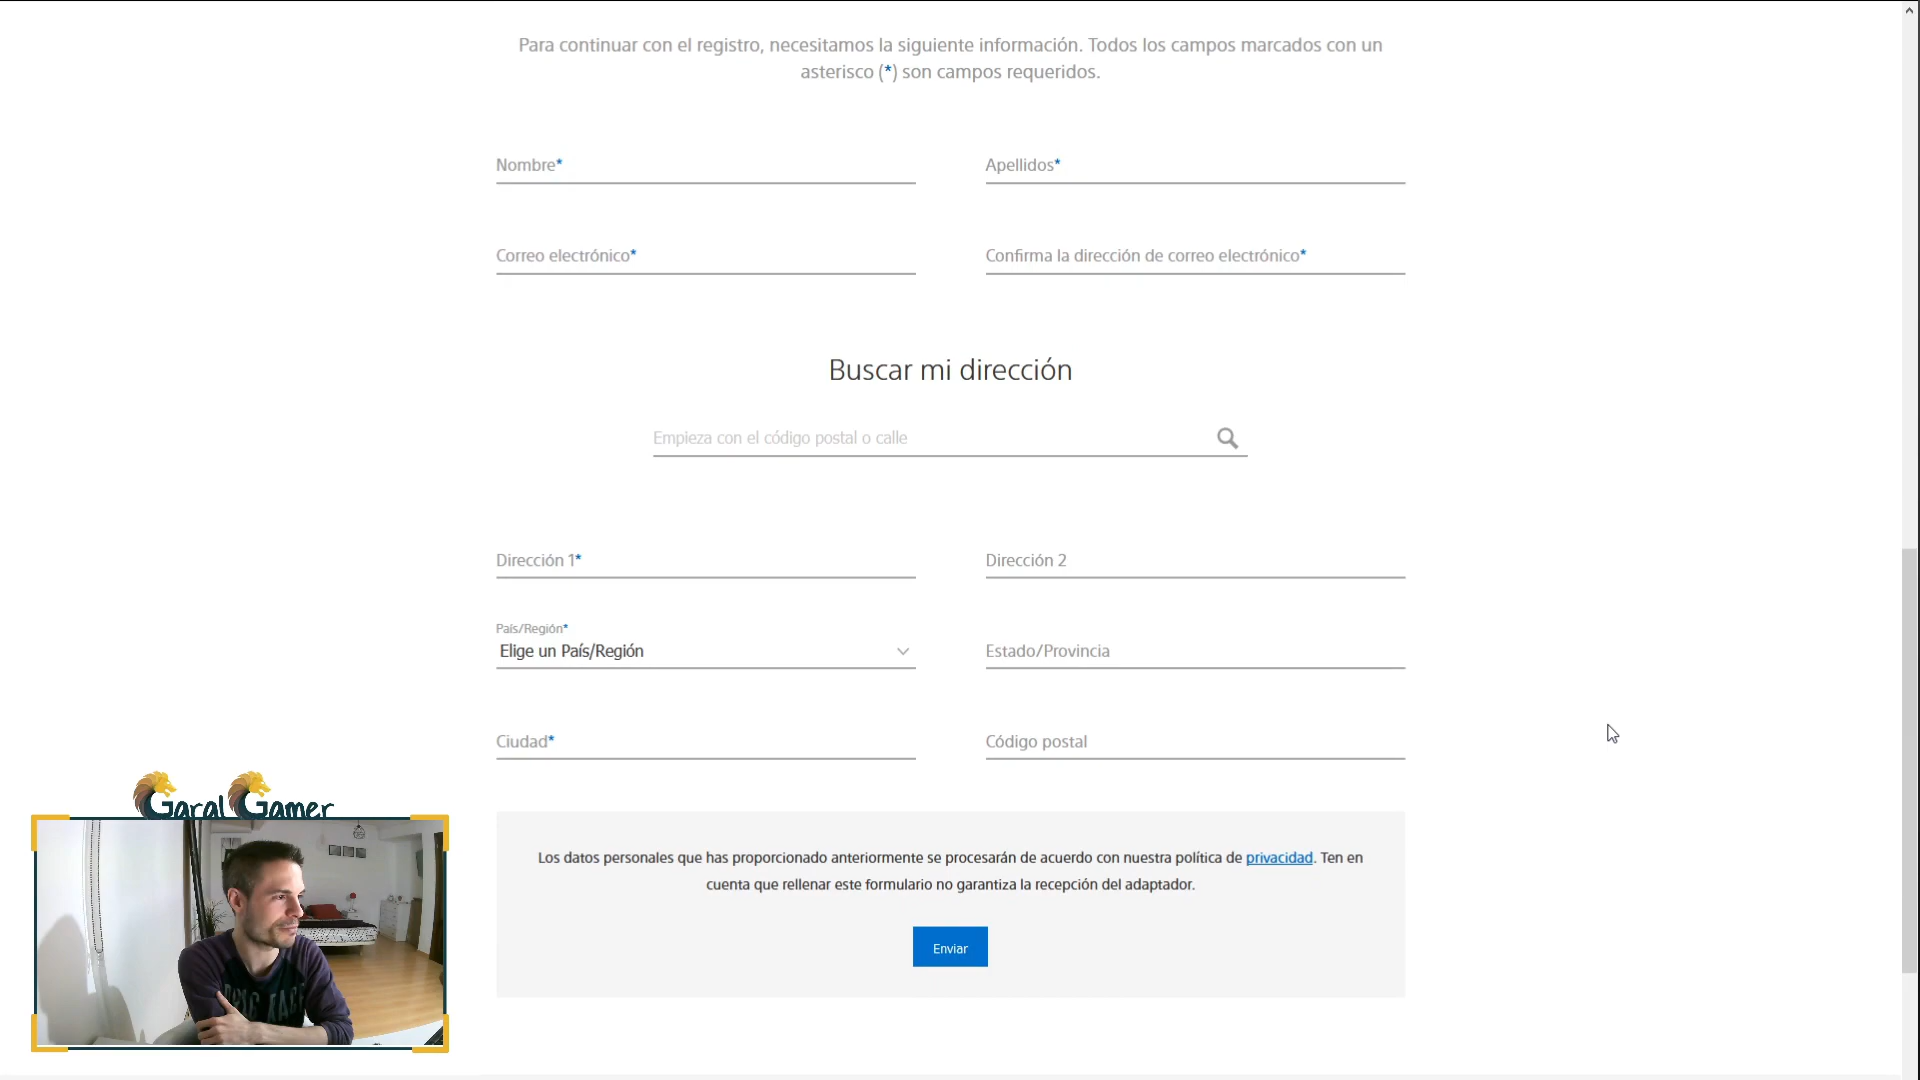 Para continuar con el registro, necesitamos la siguiente información. Todos los campos marcados con un
asterisco (*) son campos requeridos.
Nombre*
Apellidos*
Correo electrónico*
Confirma la dirección de correo electrónico*
Buscar mi dirección
Empieza con el código postal o calle
Dirección 1*
Dirección 2
País/Región*
Elige un País/Región
Estado/Provincia
Ciudad*
Código postal
Garal Gamer
Los datos personales que has proporcionado anteriormente se procesarán de acuerdo con nuestra política de privacidad. Ten en
cuenta que rellenar este formulario no garantiza la recepción del adaptador.
Enviar